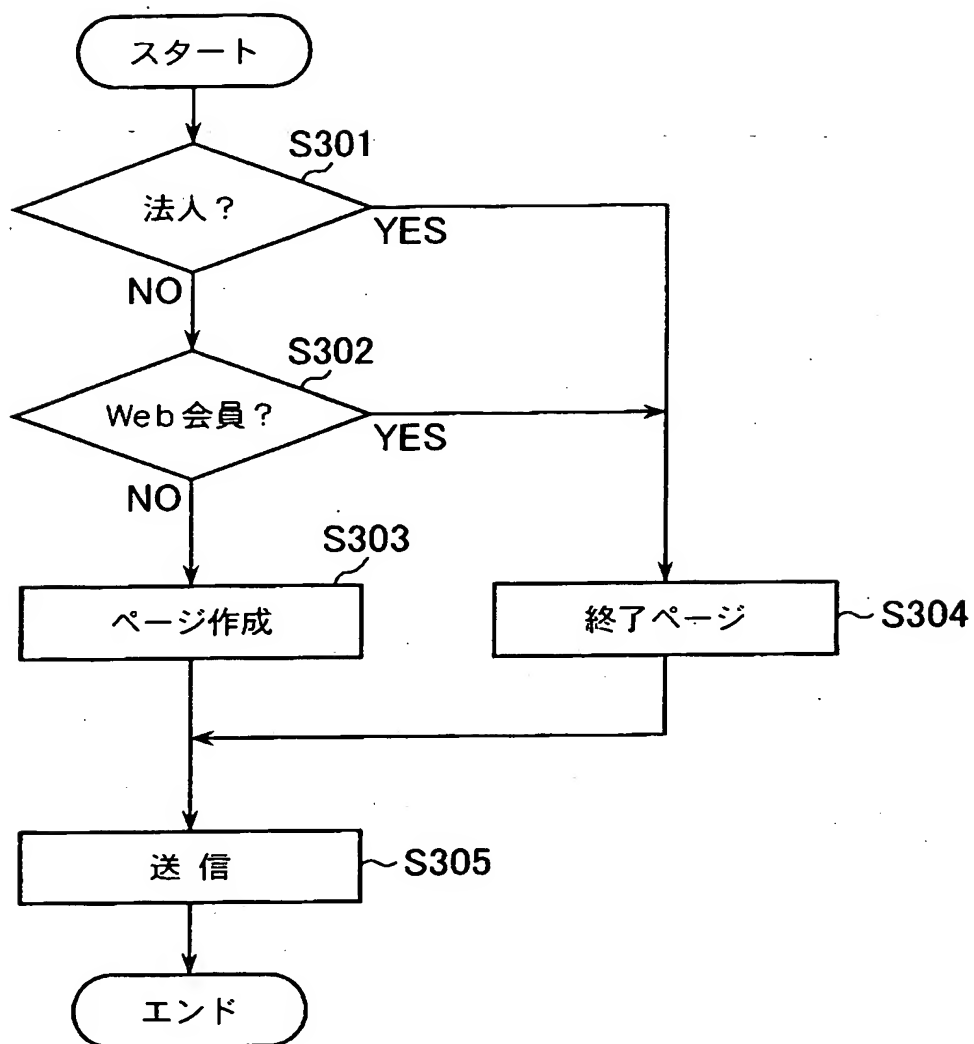 スタート
S301
法人?
YES
NO
S302
Web会員?
YES
NO
S303
ページ作成
終了ページ
S304
送信
S305
エンド